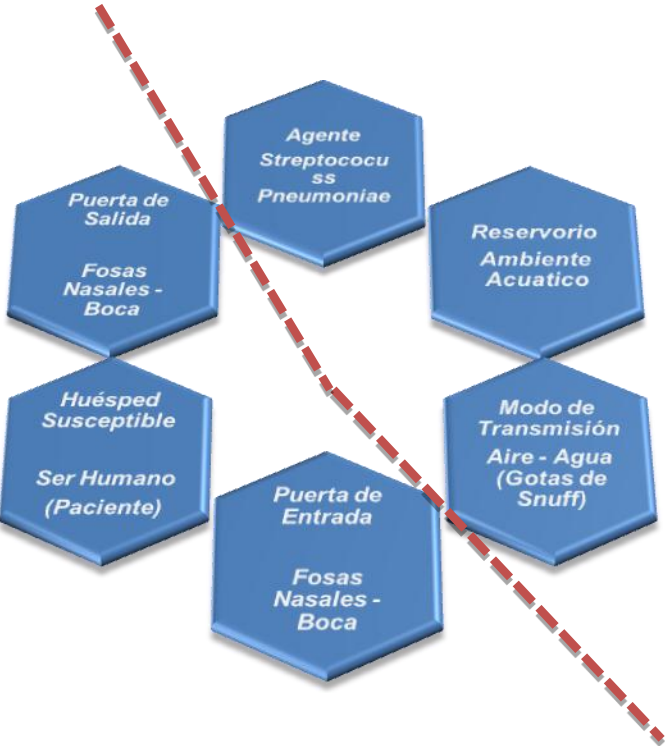 Agente
Streptococu
ss
Pneumoniae
Reservorio
Ambiente
Acuatico
Modo de
Transmisión
Aire - Agua
(Gotas de
Snuff)
Puerta de
Entrada
Fosas
Nasales -
Boca
Huésped
Susceptible
Ser Humano
(Paciente)
Puerta de
Salida
Fosas
Nasales -
Boca